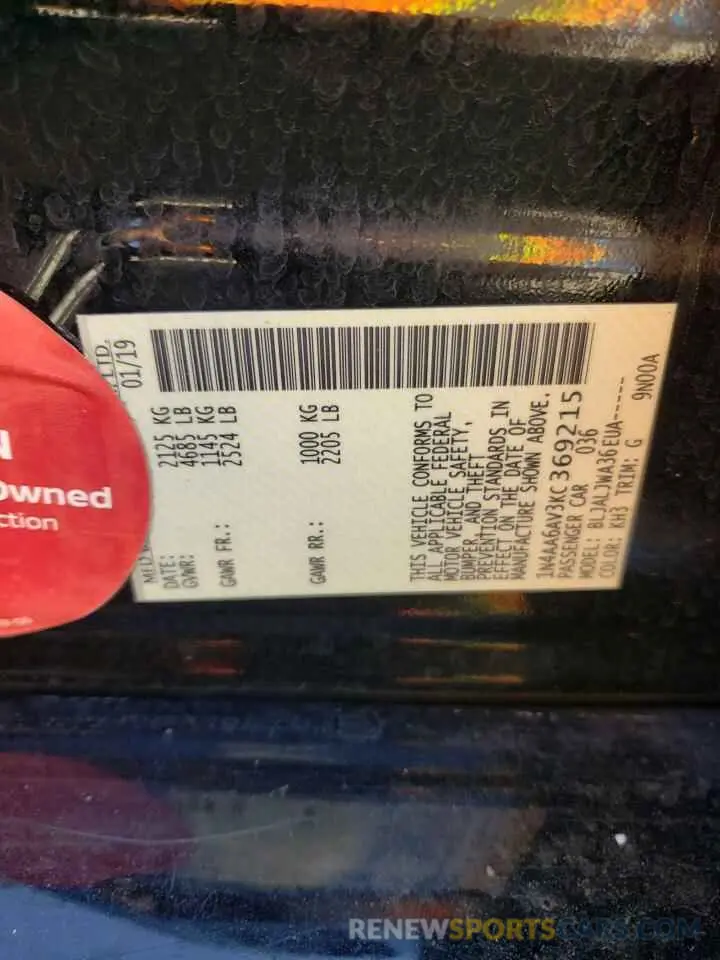 LTD.
01/19
DATE:
GVWR: 2125 KG
4685 LB
GAWR FR.: 1145 KG
2524 LB
GAWR RR.: 1000 KG
2205 LB
THIS VEHICLE CONFORMS TO
ALL APPLICABLE FEDERAL
MOTOR VEHICLE SAFETY,
BUMPER, AND THEFT
PREVENTION STANDARDS IN
EFFECT ON THE DATE OF
MANUFACTURE SHOWN ABOVE.
1N4AA6AV3KC369215
PASSENGER CAR 036
MODEL: BLJALJWA36EUA-----
COLOR: KH3 TRIM: G 9N00A
N
Owned
ction
RENEWSPORTSCARS.COM